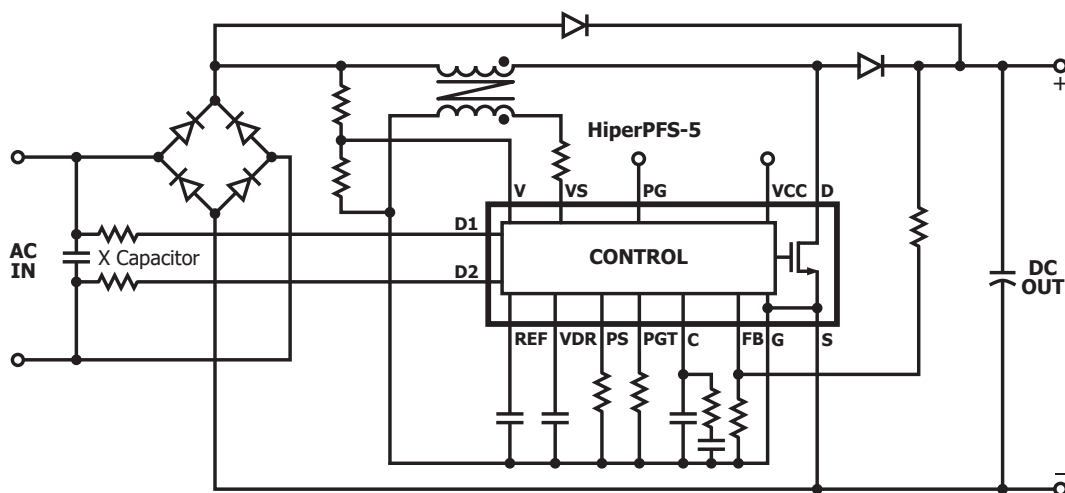 +
HiperPFS-5
V
VS
PG
VCC
D
D1
CONTROL
AC
IN
X Capacitor
D2
DC
OUT
REF
VDR
PS
PGT
C
FB
G
S
−